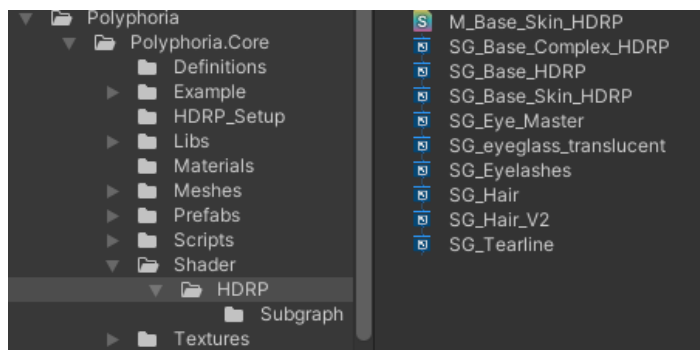 Polyphoria
Polyphoria.Core
Definitions
Example
HDRP_Setup
Libs
Materials
Meshes
Prefabs
Scripts
Shader
HDRP
Subgraph
Textures
M_Base_Skin_HDRP
SG_Base_Complex_HDRP
SG_Base_HDRP
SG_Base_Skin_HDRP
SG_Eye_Master
SG_eyeglass_translucent
SG_Eyelashes
SG_Hair
SG_Hair_V2
SG_Tearline